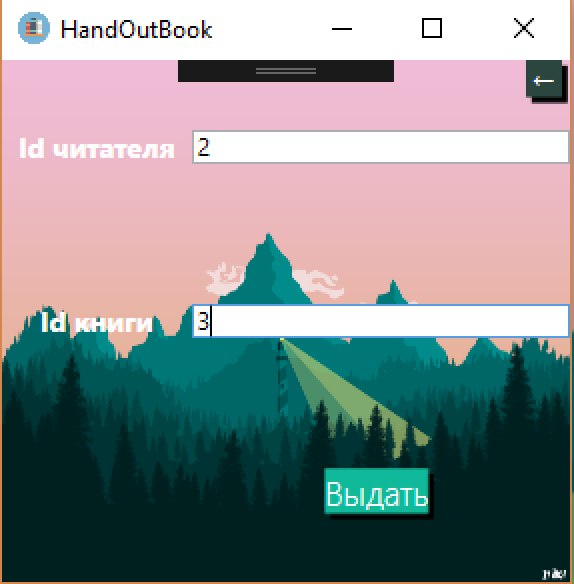 HandOutBook
←
Id читателя 2
Id книги 3
Выдать